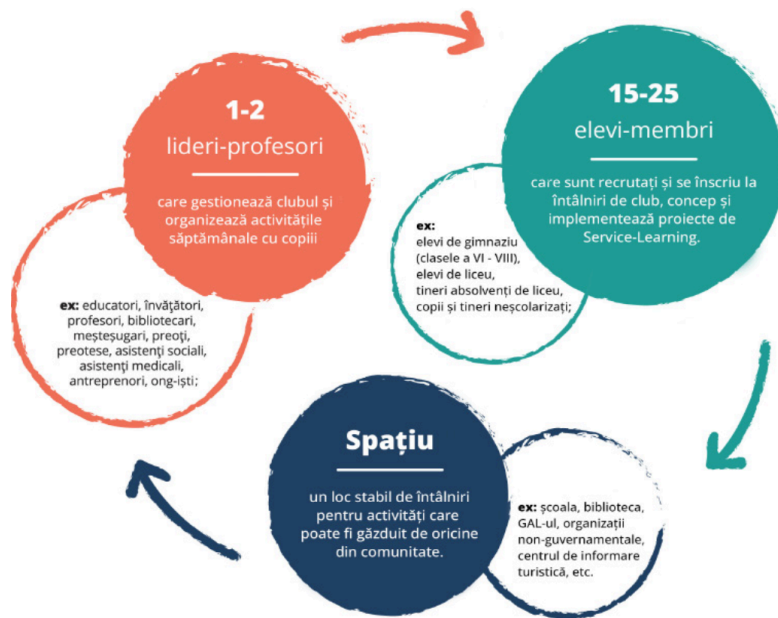 1-2
lideri-profesori
care gestionează clubul și
organizează activitățile
săptămânale cu copiii
ex: educatori, învățători,
profesori, bibliotecari,
meșteșugari, preoți,
preotese, asistenți sociali,
asistenți medicali,
antreprenori, ong-iști;
15-25
elevi-membri
care sunt recrutați și se înscriu la
întâlniri de club, concep și
implementează proiecte de
Service-Learning.
ex:
elevi de gimnaziu
(clasele a VI - VIII),
elevi de liceu,
tineri absolvenți de liceu,
copii și tineri neșcolarizați;
Spațiu
un loc stabil de întâlniri
pentru activități care
poate fi găzduit de oricine
din comunitate.
ex: școala, biblioteca,
GAL-ul, organizații
non-guvernamentale,
centrul de informare
turistică, etc.